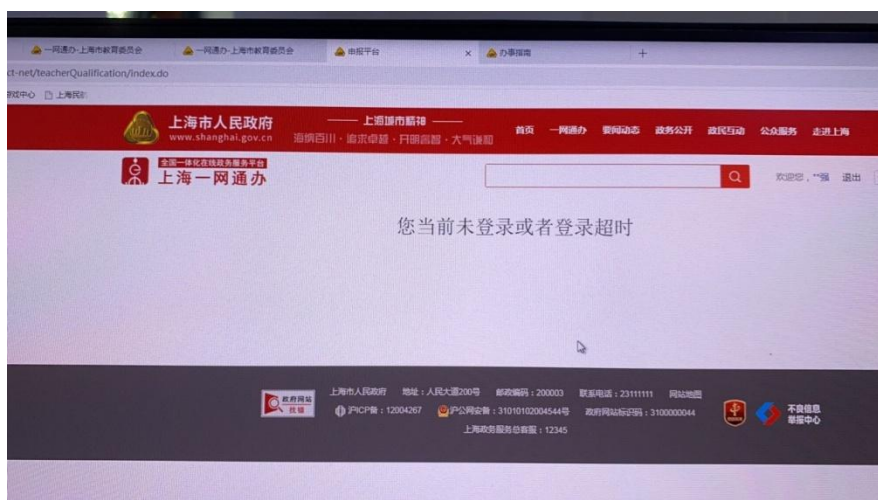 一网通办-上海市教育委员会
一网通办-上海市教育委员会
申报平台
×
办事指南
+
ct-net/teacherQualification/index.do
上海市人民政府
www.shanghai.gov.cn
上海城市精神
海纳百川·追求卓越·开明睿智·大气谦和
首页 一网通办 要闻动态 政务公开 政民互动 公众服务 走进上海
全国一体化在线政务服务平台
上海一网通办
欢迎您,**强 退出
您当前未登录或者登录超时
政府网站
找错
上海市人民政府 地址:人民大道200号 邮政编码:200003 联系电话:23111111 网站地图
沪ICP备:12004267 沪公网安备:31010102004544号 政府网站标识码:3100000044
上海政务服务总客服:12345
不良信息
举报中心